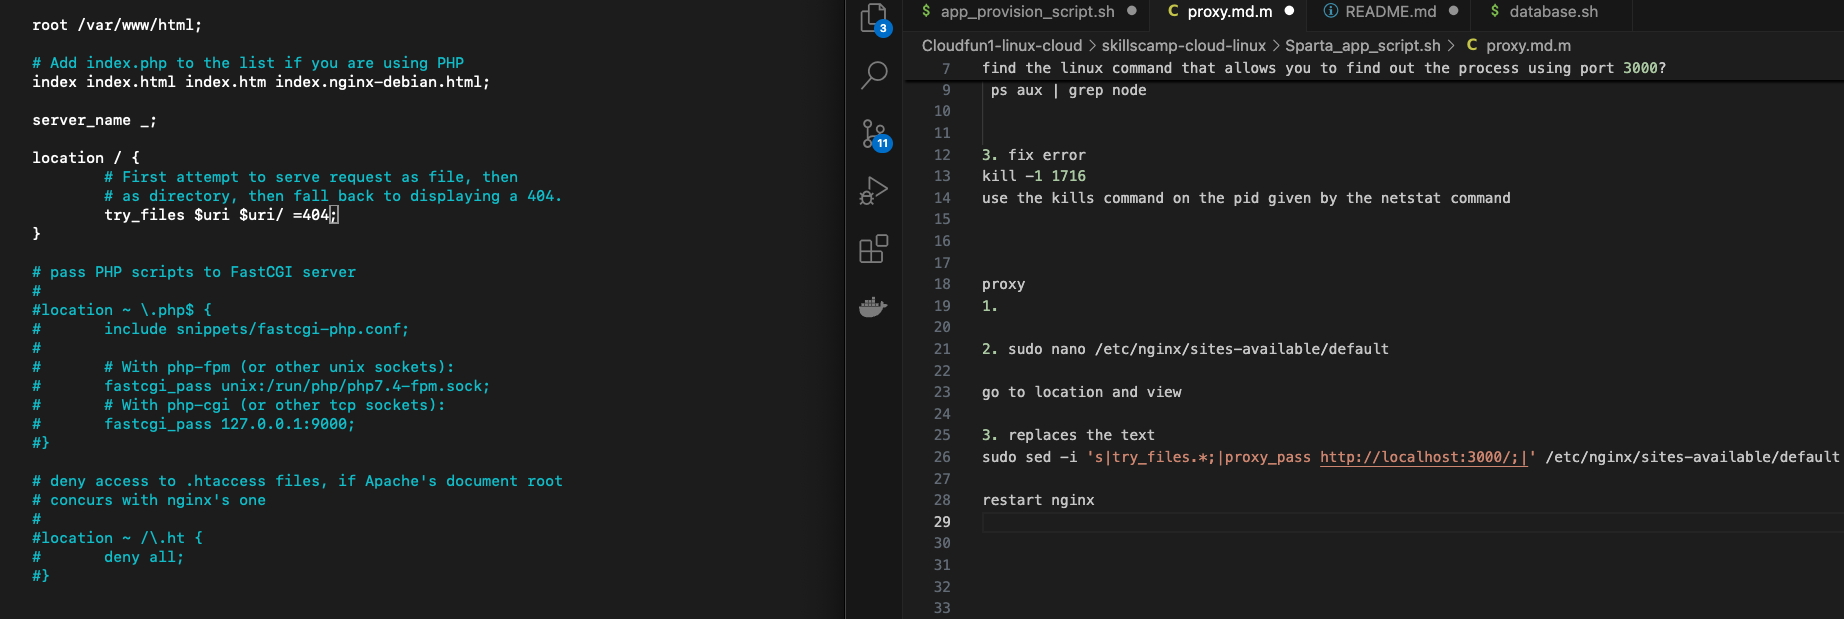 root /var/www/html;
# Add index.php to the list if you are using PHP
index index.html index.htm index.nginx-debian.html;
server_name _;
location / {
# First attempt to serve request as file, then
# as directory, then fall back to displaying a 404.
try_files $uri $uri/ =404;
}
# pass PHP scripts to FastCGI server
#
#location ~ \.php$ {
#       include snippets/fastcgi-php.conf;
#
#       # With php-fpm (or other unix sockets):
#       fastcgi_pass unix:/run/php/php7.4-fpm.sock;
#       # With php-cgi (or other tcp sockets):
#       fastcgi_pass 127.0.0.1:9000;
#}
# deny access to .htaccess files, if Apache's document root
# concurs with nginx's one
#
#location ~ /\.ht {
#       deny all;
#}
3
11
$ app_provision_script.sh ● C proxy.md.m ● README.md ● $ database.sh
Cloudfun1-linux-cloud > skillscamp-cloud-linux > Sparta_app_script.sh > C proxy.md.m
7 find the linux command that allows you to find out the process using port 3000?
9 ps aux | grep node
10
11
12 3. fix error
13 kill -1 1716
14 use the kills command on the pid given by the netstat command
15
16
17
18 proxy
19 1.
20
21 2. sudo nano /etc/nginx/sites-available/default
22
23 go to location and view
24
25 3. replaces the text
26 sudo sed -i 's|try_files.*;|proxy_pass http://localhost:3000/;|' /etc/nginx/sites-available/default
27
28 restart nginx
29
30
31
32
33